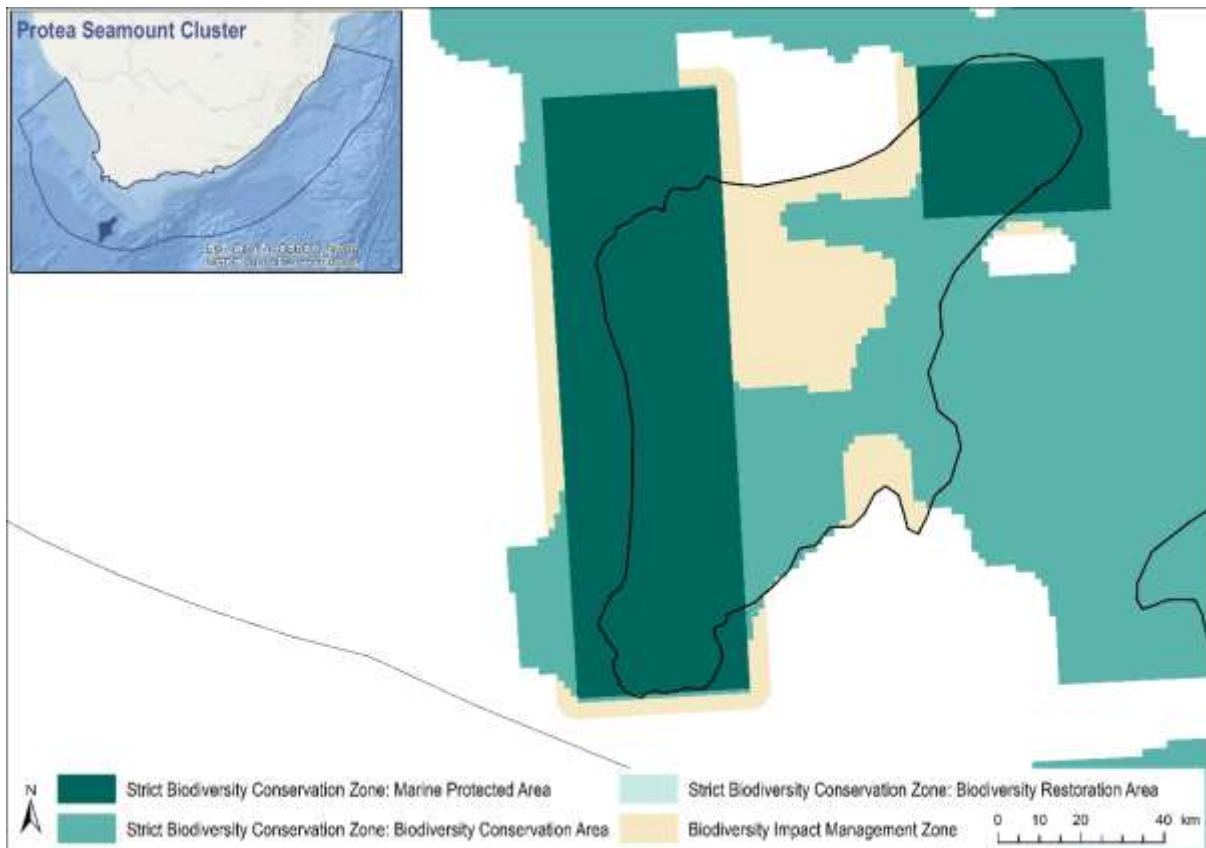 Protea Seamount Cluster
N
Strict Biodiversity Conservation Zone: Marine Protected Area
Strict Biodiversity Conservation Zone: Biodiversity Restoration Area
Strict Biodiversity Conservation Zone: Biodiversity Conservation Area
Biodiversity Impact Management Zone
km
0 10 20 40